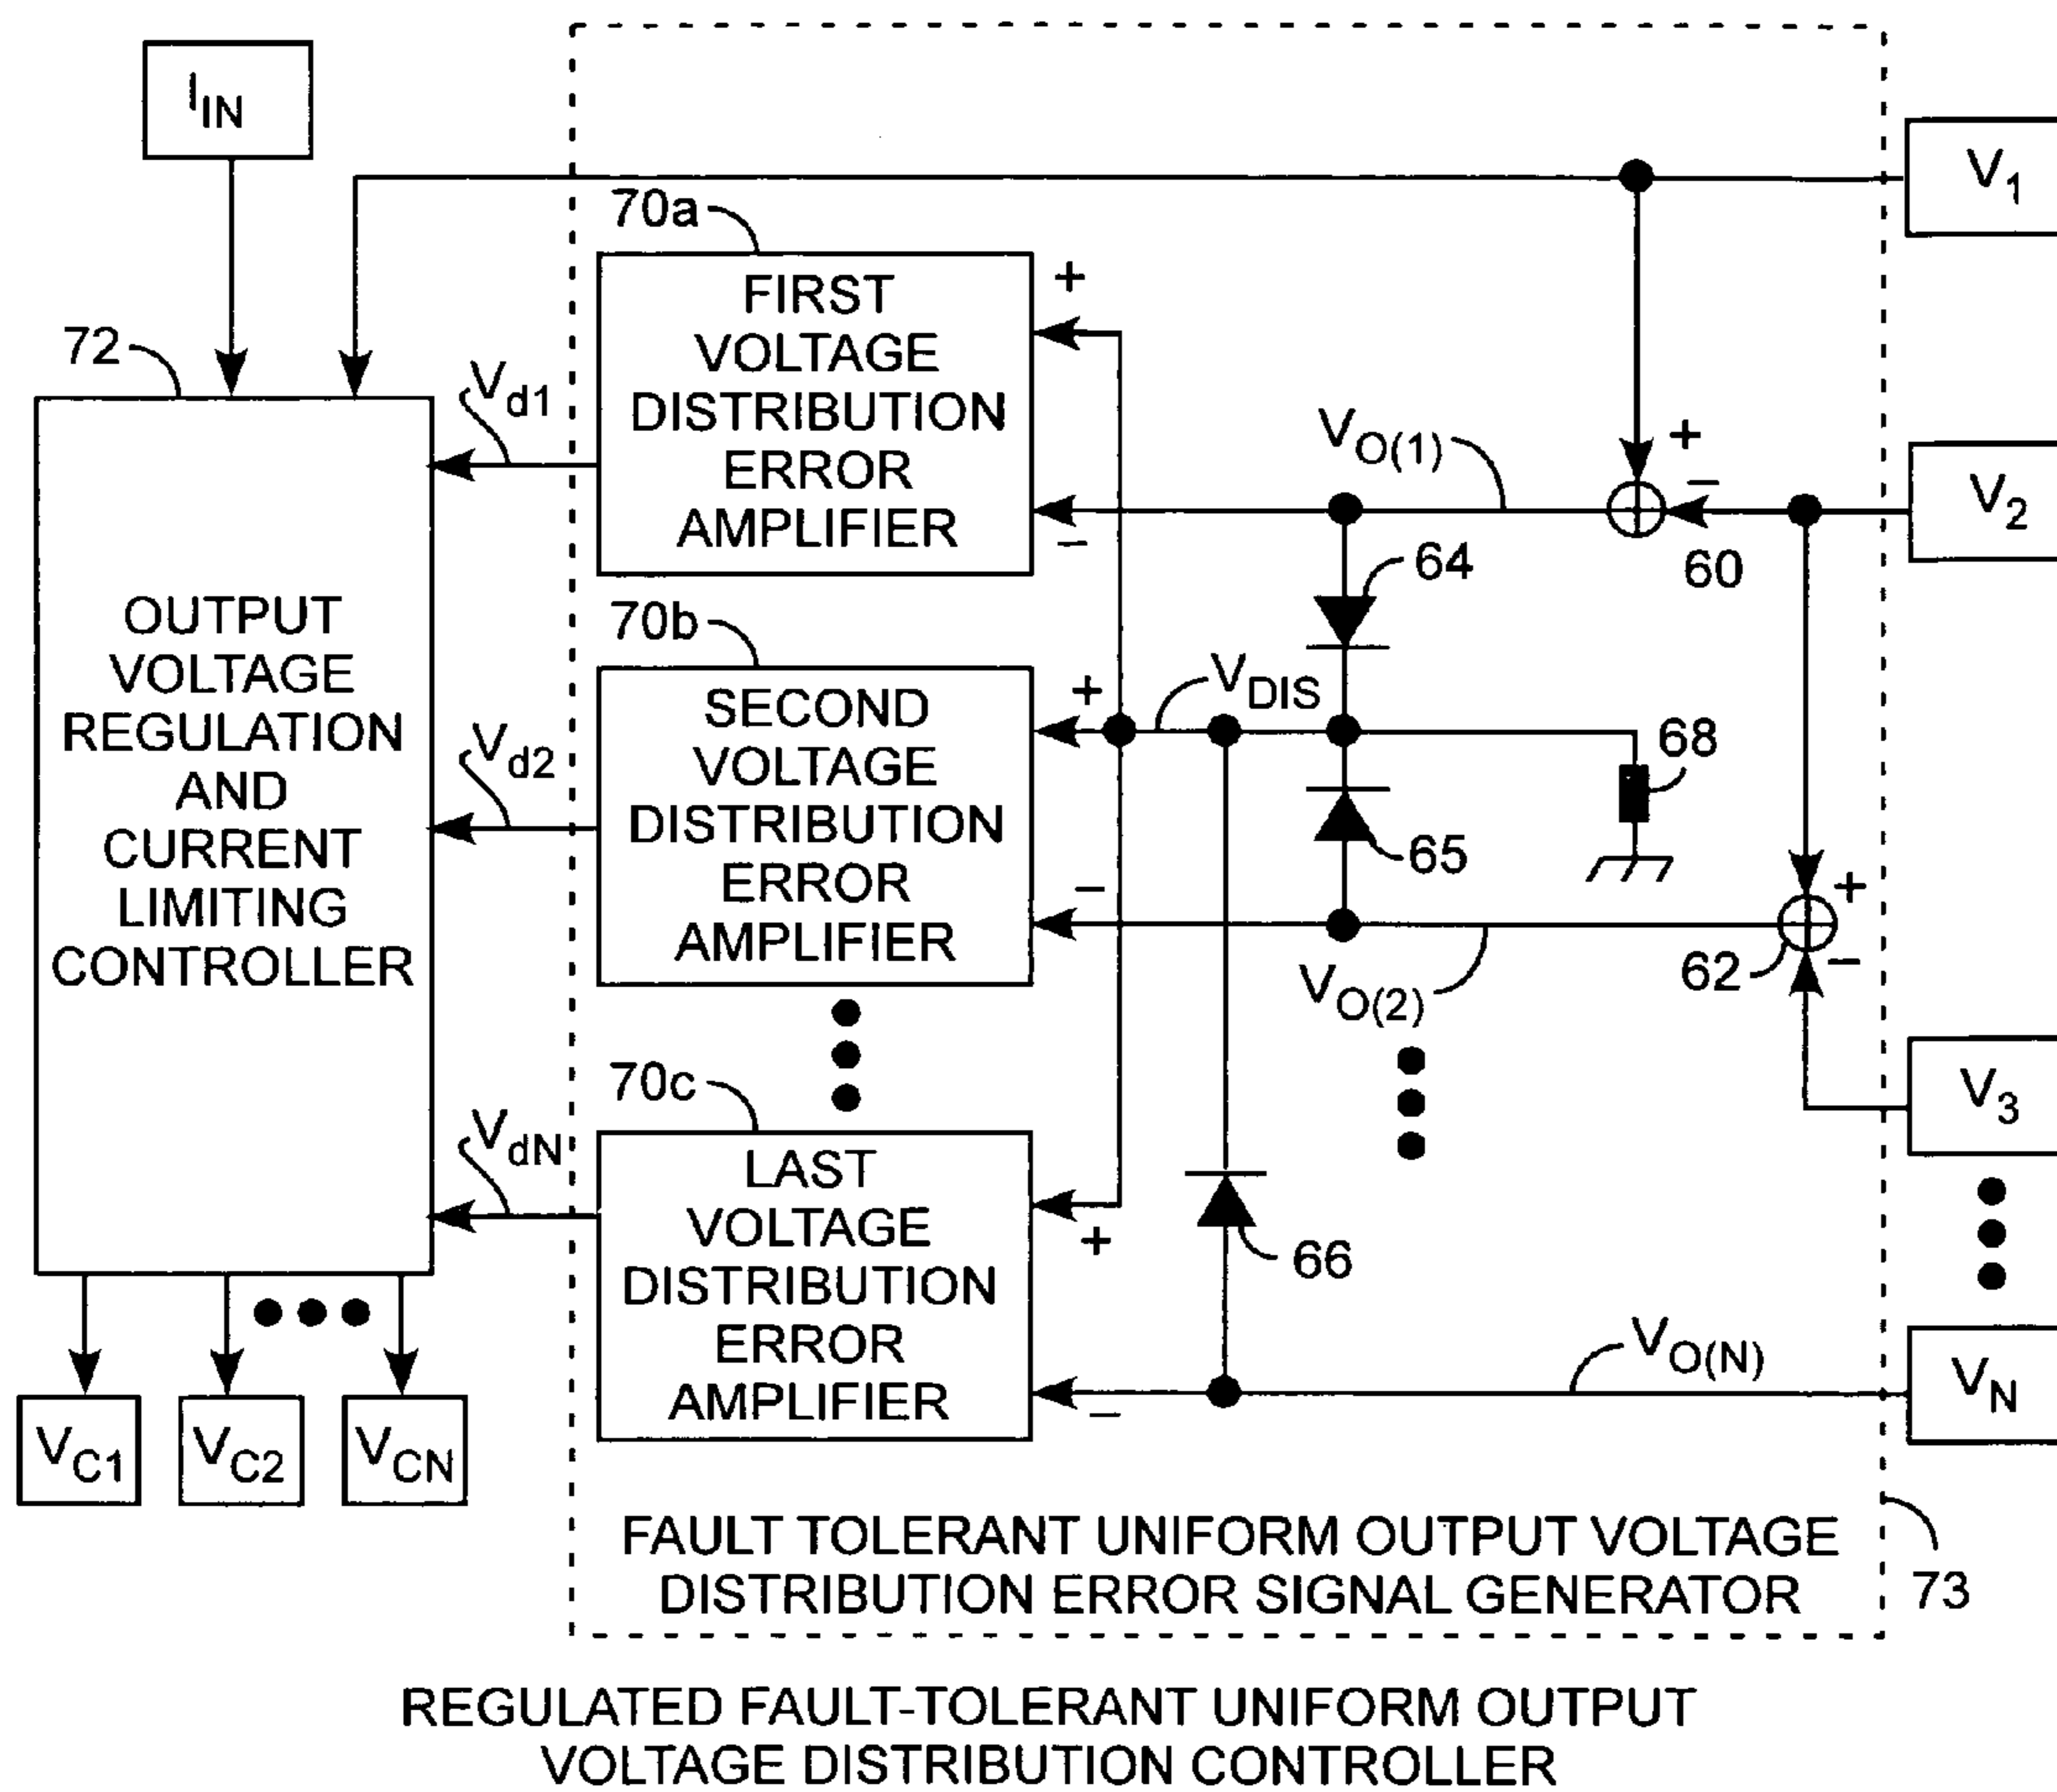 I_IN
V_1
70a
+
FIRST
VOLTAGE
DISTRIBUTION
ERROR
AMPLIFIER
–
72
V_d1
V_O(1)
+
–
V_2
60
64
OUTPUT
VOLTAGE
REGULATION
AND
CURRENT
LIMITING
CONTROLLER
70b
V_DIS
+
SECOND
VOLTAGE
DISTRIBUTION
ERROR
AMPLIFIER
–
V_d2
68
65
+
–
62
V_O(2)
V_3
70c
V_dN
LAST
VOLTAGE
DISTRIBUTION
ERROR
AMPLIFIER
+
–
66
V_O(N)
V_N
V_C1
V_C2
V_CN
FAULT TOLERANT UNIFORM OUTPUT VOLTAGE
DISTRIBUTION ERROR SIGNAL GENERATOR
73
REGULATED FAULT-TOLERANT UNIFORM OUTPUT
VOLTAGE DISTRIBUTION CONTROLLER